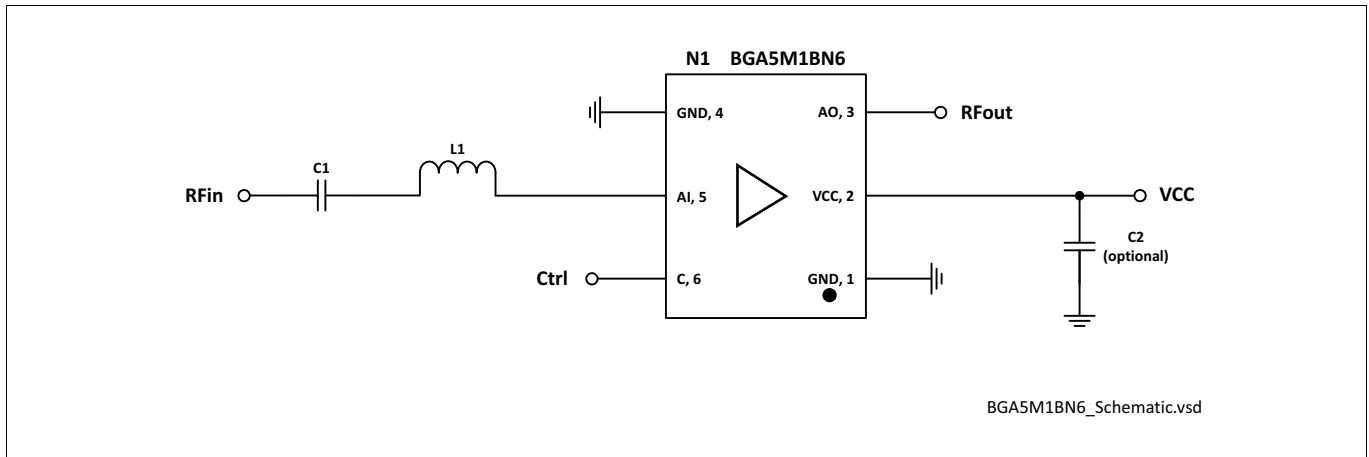 N1 BGA5M1BN6
GND, 4
AO, 3
RFout
C1
L1
RFin
AI, 5
VCC, 2
VCC
C2
(optional)
Ctrl
C, 6
GND, 1
BGA5M1BN6_Schematic.vsd